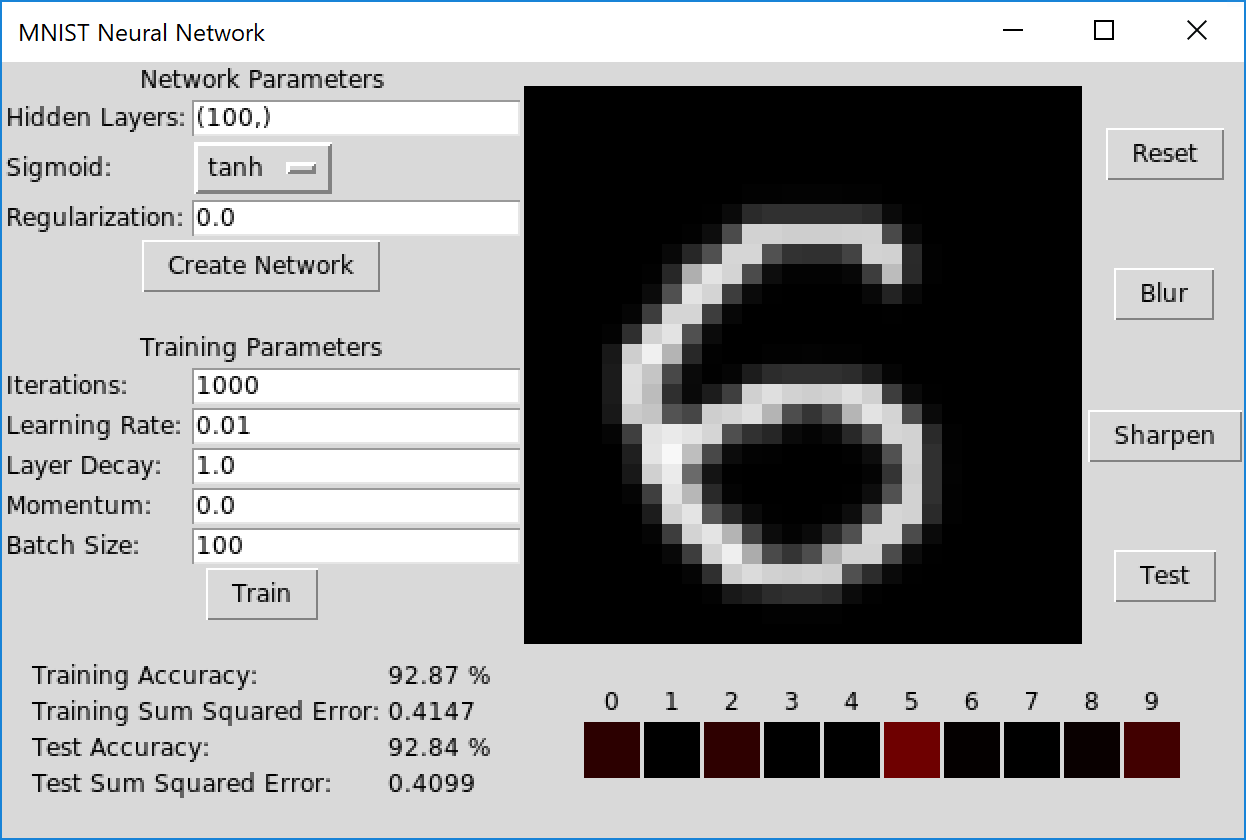 MNIST Neural Network
Network Parameters
Hidden Layers: (100,)
Sigmoid: tanh
Regularization: 0.0
Create Network
Training Parameters
Iterations: 1000
Learning Rate: 0.01
Layer Decay: 1.0
Momentum: 0.0
Batch Size: 100
Train
Training Accuracy: 92.87 %
Training Sum Squared Error: 0.4147
Test Accuracy: 92.84 %
Test Sum Squared Error: 0.4099
6
0 1 2 3 4 5 6 7 8 9
Reset
Blur
Sharpen
Test